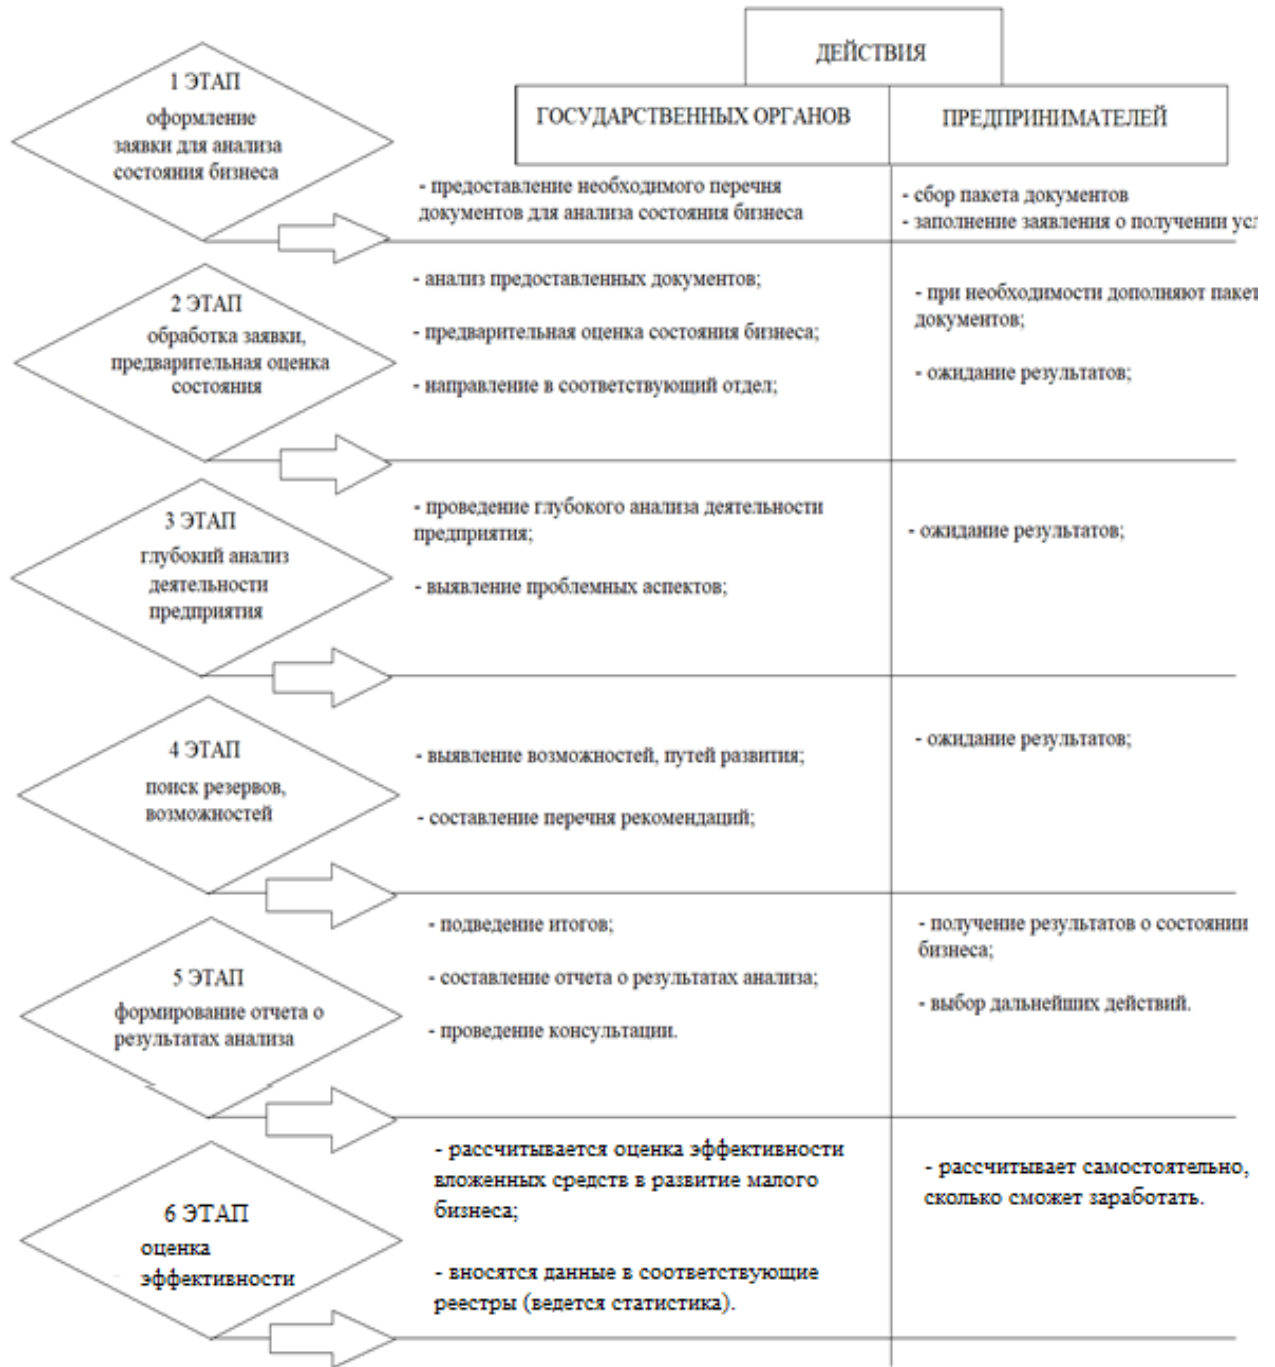 ДЕЙСТВИЯ
ГОСУДАРСТВЕННЫХ ОРГАНОВ
ПРЕДПРИНИМАТЕЛЕЙ
1 ЭТАП
оформление
заявки для анализа
состояния бизнеса
- предоставление необходимого перечня
документов для анализа состояния бизнеса
- сбор пакета документов
- заполнение заявления о получении
2 ЭТАП
обработка заявки,
предварительная оценка
состояния
- анализ предоставленных документов;
- предварительная оценка состояния бизнеса;
- направление в соответствующий отдел;
- при необходимости дополняют пакет
документов;
- ожидание результатов;
3 ЭТАП
глубокий анализ
деятельности
предприятия
- проведение глубокого анализа деятельности
предприятия;
- выявление проблемных аспектов;
- ожидание результатов;
4 ЭТАП
поиск резервов,
возможностей
- выявление возможностей, путей развития;
- составление перечня рекомендаций;
- ожидание результатов;
5 ЭТАП
формирование отчета о
результатах анализа
- подведение итогов;
- составление отчета о результатах анализа;
- проведение консультации.
- получение результатов о состоянии
бизнеса;
- выбор дальнейших действий.
6 ЭТАП
оценка
эффективности
- рассчитывается оценка эффективности
вложенных средств в развитие малого
бизнеса;
- вносятся данные в соответствующие
реестры (ведется статистика).
- рассчитывает самостоятельно,
сколько сможет заработать.